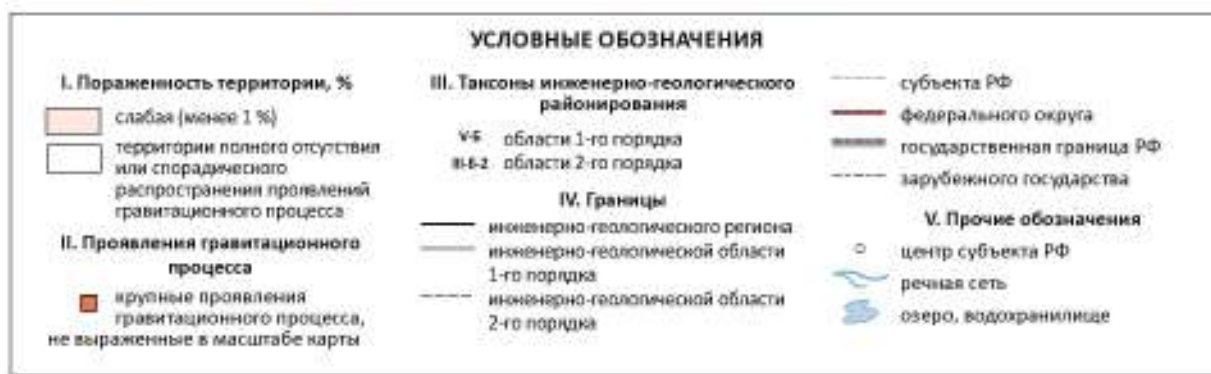 УСЛОВНЫЕ ОБОЗНАЧЕНИЯ
I. Пораженность территории, %
слабая (менее 1 %)
территории полного отсутствия
или спорадического
распространения проявлений
гравитационного процесса
II. Проявления гравитационного
процесса
крупные проявления
гравитационного процесса,
не выраженные в масштабе карты
III. Таксоны инженерно-геологического
районирования
V-Б области 1-го порядка
III-Б-2 области 2-го порядка
IV. Границы
инженерно-геологического региона
инженерно-геологической области
1-го порядка
инженерно-геологической области
2-го порядка
субъекта РФ
федерального округа
государственная граница РФ
зарубежного государства
V. Прочие обозначения
центр субъекта РФ
речная сеть
озеро, водохранилище